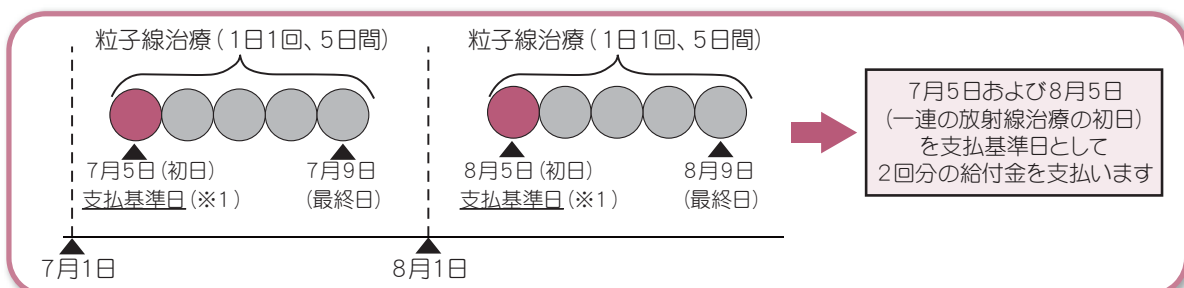 粒子線治療(1日1回、5日間)
7月5日(初日)
支払基準日(※1)
7月9日
(最終日)
粒子線治療(1日1回、5日間)
8月5日(初日)
支払基準日(※1)
8月9日
(最終日)
7月5日および8月5日
(一連の放射線治療の初日)
を支払基準日として
2回分の給付金を支払います
7月1日
8月1日